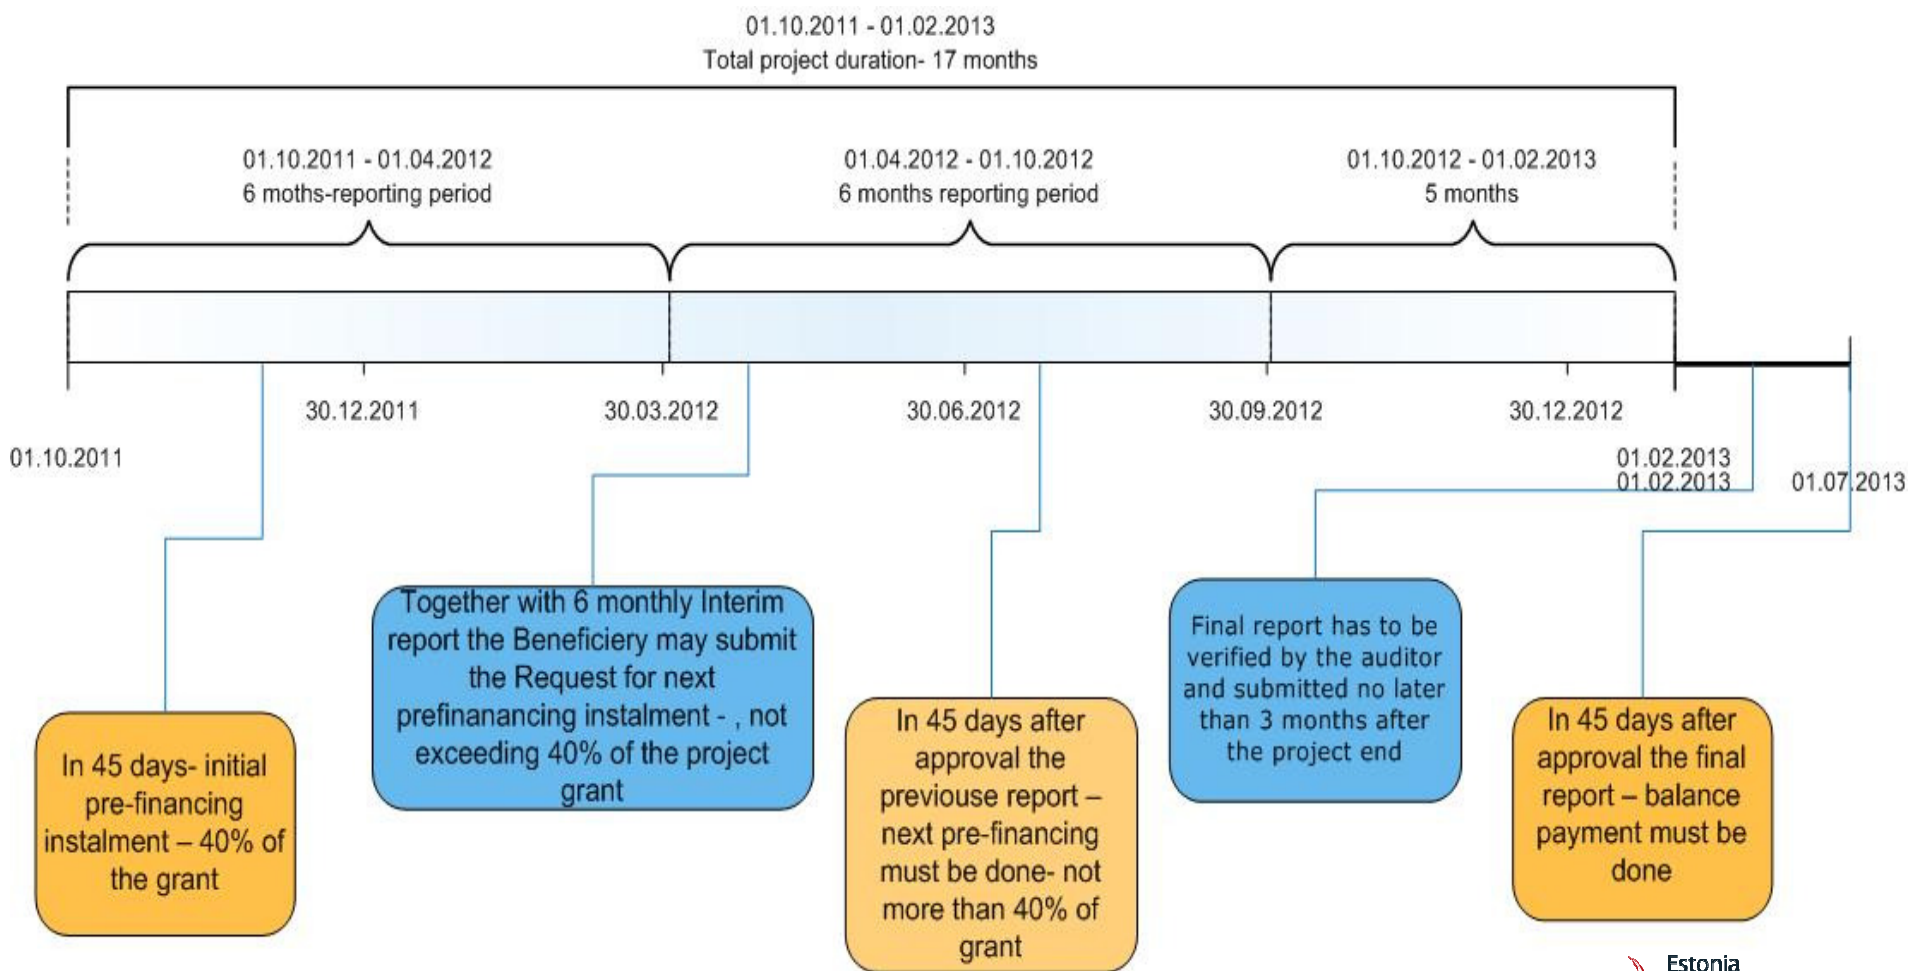 01.10.2011 - 01.02.2013
Total project duration- 17 months
01.10.2011 - 01.04.2012
6 moths-reporting period
01.04.2012 - 01.10.2012
6 months reporting period
01.10.2012 - 01.02.2013
5 months
30.12.2011
30.03.2012
30.06.2012
30.09.2012
30.12.2012
01.10.2011
01.02.2013
01.02.2013
01.07.2013
In 45 days- initial
pre-financing
instalment – 40% of
the grant
Together with 6 monthly Interim
report the Beneficiery may submit
the Request for next
prefinanancing instalment - , not
exceeding 40% of the project
grant
In 45 days after
approval the
previouse report –
next pre-financing
must be done- not
more than 40% of
grant
Final report has to be
verified by the auditor
and submitted no later
than 3 months after
the project end
In 45 days after
approval the final
report – balance
payment must be
done
Estonia